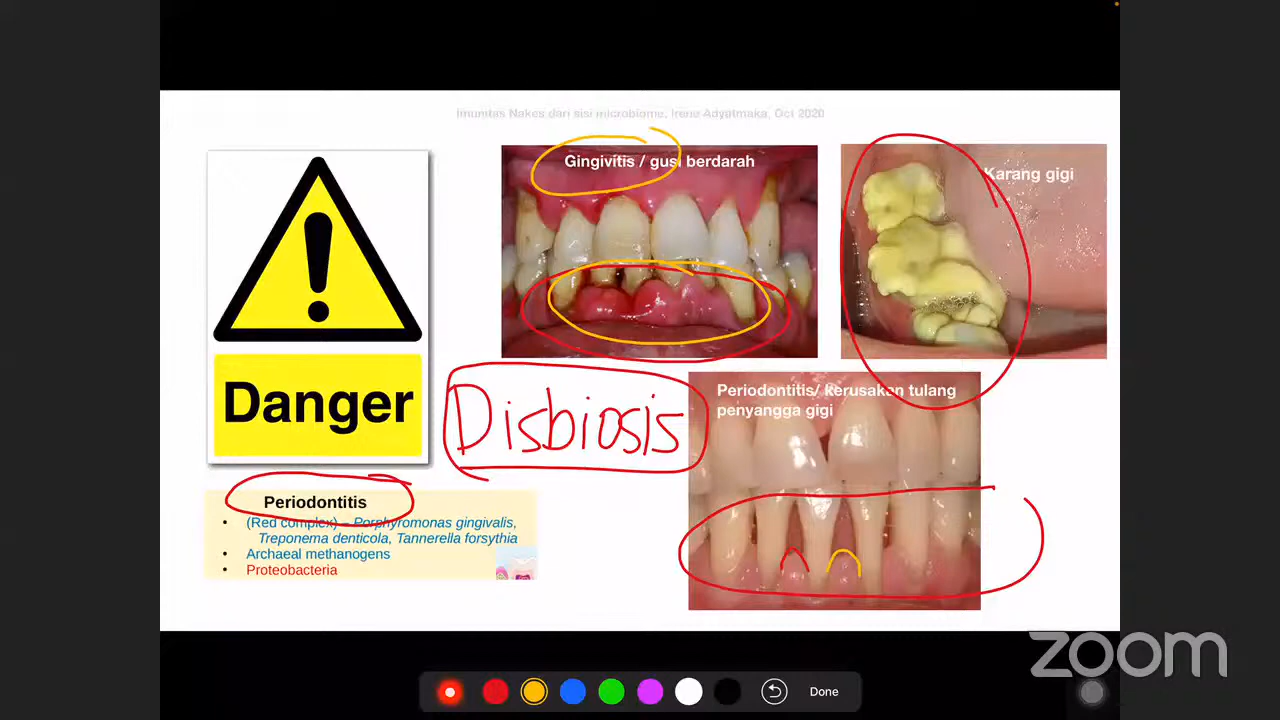 Imunitas Nakes dari sisi microbiome, Irene Adyatmaka, Oct 2020
Gingivitis / gusi berdarah
Karang gigi
Danger
Disbiosis
Periodontitis/ kerusakan tulang
penyangga gigi
Periodontitis
• (Red complex) – Porphyromonas gingivalis,
Treponema denticola, Tannerella forsythia
• Archaeal methanogens
• Proteobacteria
zoom
Done